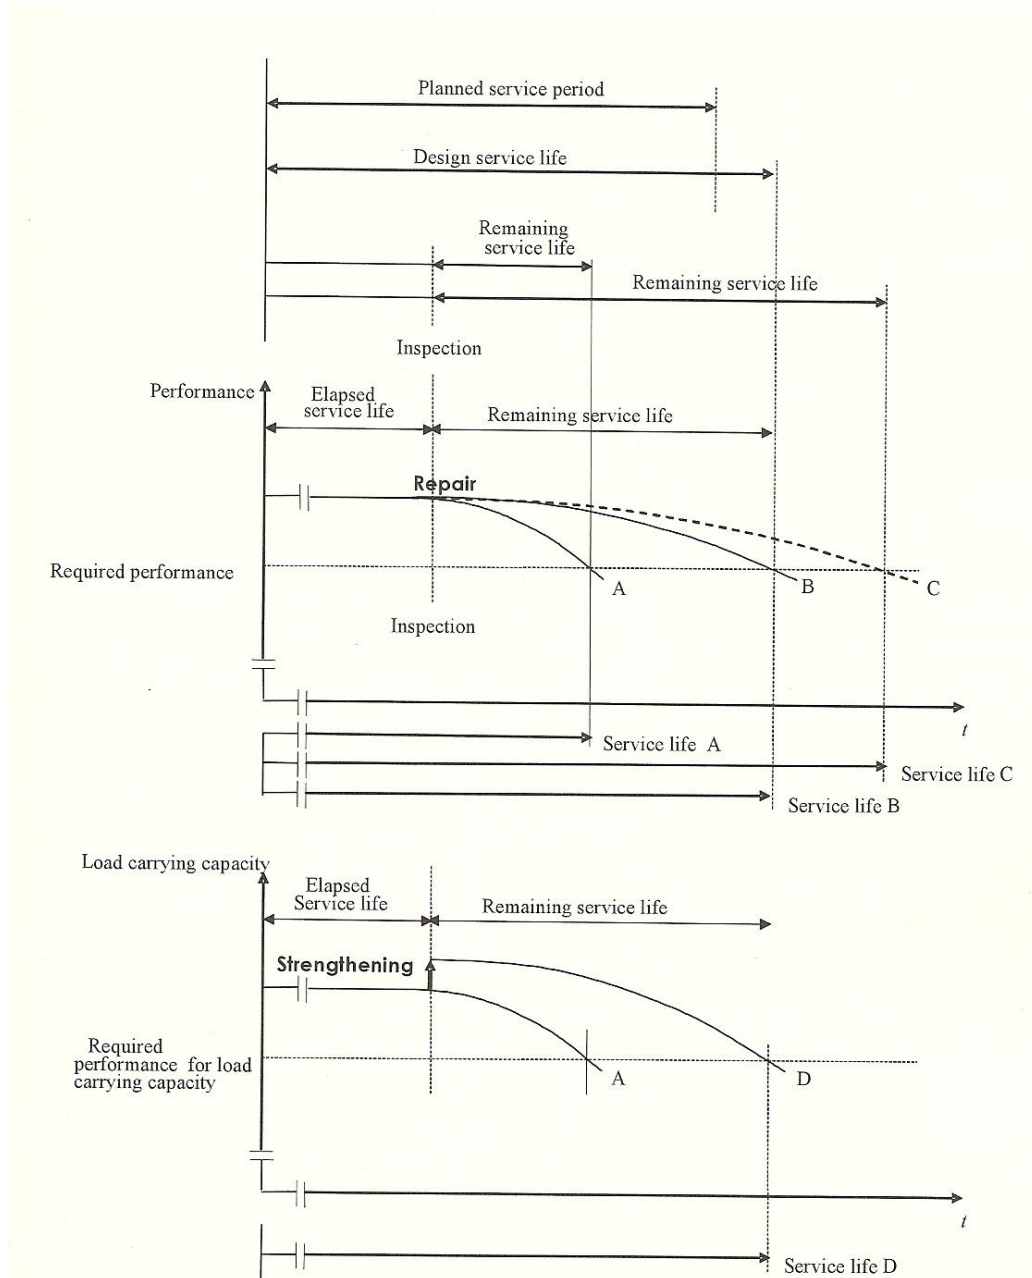 Planned service period
Design service life
Remaining
service life
Remaining service life
Inspection
Performance
Elapsed
service life
Remaining service life
Repair
Required performance
A
B
C
Inspection
t
Service life A
Service life C
Service life B
Load carrying capacity
Elapsed
Service life
Remaining service life
Strengthening
Required
performance for load
carrying capacity
A
D
t
Service life D